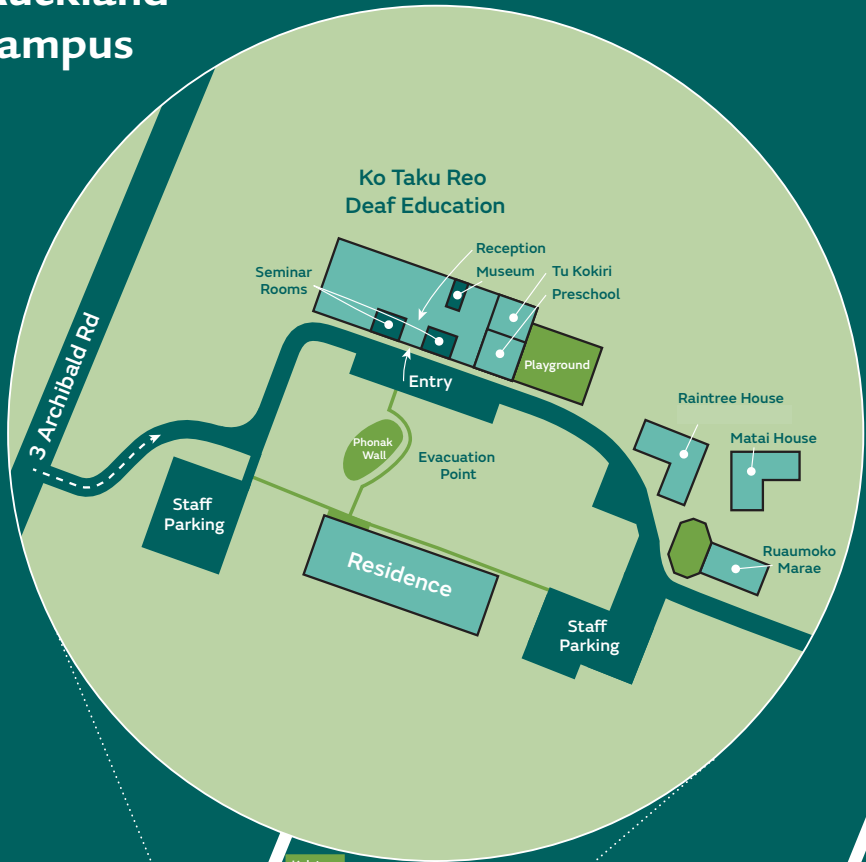 ampus
Ko Taku Reo
Deaf Education
Reception
Museum
Tu Kokiri
Preschool
Seminar
Rooms
Playground
Entry
3 Archibald Rd
Phonak
Wall
Evacuation
Point
Raintree House
Matai House
Staff
Parking
Residence
Ruaumoko
Marae
Staff
Parking